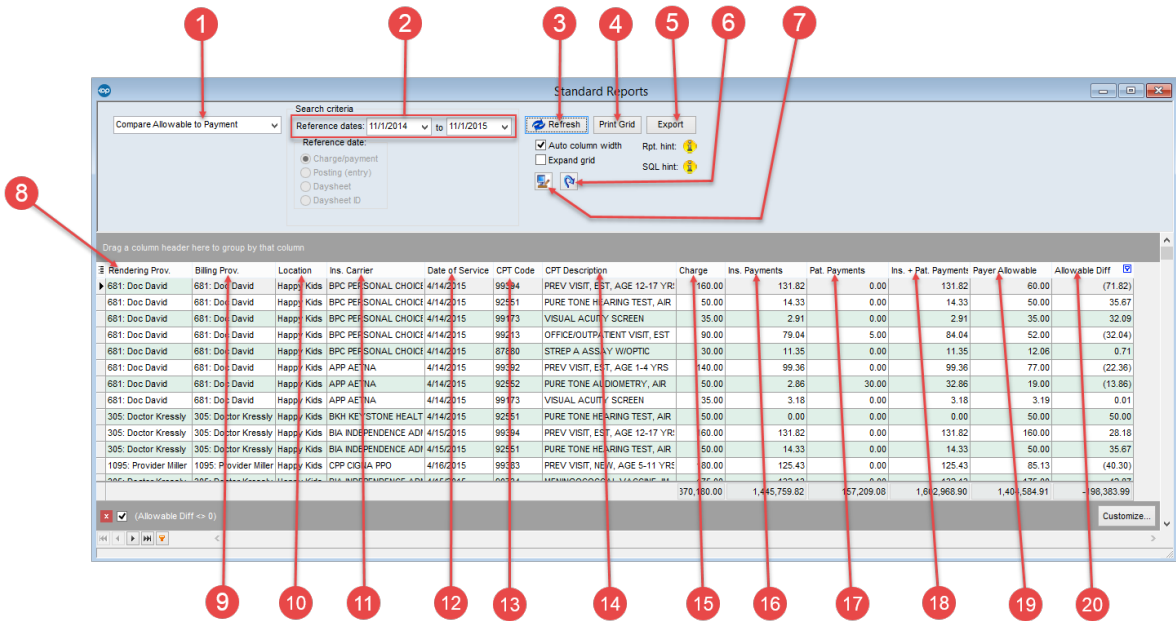 1 2 3 4 5 6 7
Standard Reports
Compare Allowable to Payment
Search criteria
Reference dates: 11/1/2014 to 11/1/2015
Refresh Print Grid Export
Reference date:
Charge/payment
Posting (entry)
Daysheet
Daysheet ID
Auto column width Rpt. hint:
Expand grid SQL hint:
8
Drag a column header here to group by that column
Rendering Prov. Billing Prov. Location Ins. Carrier Date of Service CPT Code CPT Description Charge Ins. Payments Pat. Payments Ins. + Pat. Payments Payer Allowable Allowable Diff
681: Doc David 681: Doc David Happy Kids BPC PERSONAL CHOICE 4/14/2015 99394 PREV VISIT, EST, AGE 12-17 YRS 160.00 131.82 0.00 131.82 60.00 (71.82)
681: Doc David 681: Doc David Happy Kids BPC PERSONAL CHOICE 4/14/2015 92551 PURE TONE HEARING TEST, AIR 50.00 14.33 0.00 14.33 50.00 35.67
681: Doc David 681: Doc David Happy Kids BPC PERSONAL CHOICE 4/14/2015 99173 VISUAL ACUITY SCREEN 35.00 2.91 0.00 2.91 35.00 32.09
681: Doc David 681: Doc David Happy Kids BPC PERSONAL CHOICE 4/14/2015 99213 OFFICE/OUTPATIENT VISIT, EST 90.00 79.04 5.00 84.04 52.00 (32.04)
681: Doc David 681: Doc David Happy Kids BPC PERSONAL CHOICE 4/14/2015 87880 STREP A ASSAY W/OPTIC 30.00 11.35 0.00 11.35 12.06 0.71
681: Doc David 681: Doc David Happy Kids APP AETNA 4/14/2015 99392 PREV VISIT, EST, AGE 1-4 YRS 140.00 99.36 0.00 99.36 77.00 (22.36)
681: Doc David 681: Doc David Happy Kids APP AETNA 4/14/2015 92552 PURE TONE AUDIOMETRY, AIR 50.00 2.86 30.00 32.86 19.00 (13.86)
681: Doc David 681: Doc David Happy Kids APP AETNA 4/14/2015 99173 VISUAL ACUITY SCREEN 35.00 3.18 0.00 3.18 3.19 0.01
305: Doctor Kressly 305: Doctor Kressly Happy Kids BKH KEYSTONE HEALT 4/14/2015 92551 PURE TONE HEARING TEST, AIR 50.00 0.00 0.00 0.00 50.00 50.00
305: Doctor Kressly 305: Doctor Kressly Happy Kids BIA INDEPENDENCE ADM 4/15/2015 99394 PREV VISIT, EST, AGE 12-17 YRS 160.00 131.82 0.00 131.82 160.00 28.18
305: Doctor Kressly 305: Doctor Kressly Happy Kids BIA INDEPENDENCE ADM 4/15/2015 92551 PURE TONE HEARING TEST, AIR 50.00 14.33 0.00 14.33 50.00 35.67
1095: Provider Miller 1095: Provider Miller Happy Kids CPP CIGNA PPO 4/16/2015 99383 PREV VISIT, NEW, AGE 5-11 YRS 180.00 125.43 0.00 125.43 85.13 (40.30)
370,180.00 1,445,759.82 157,209.08 1,602,968.90 1,404,584.91 -198,383.99
(Allowable Diff <> 0) Customize...
9 10 11 12 13 14 15 16 17 18 19 20